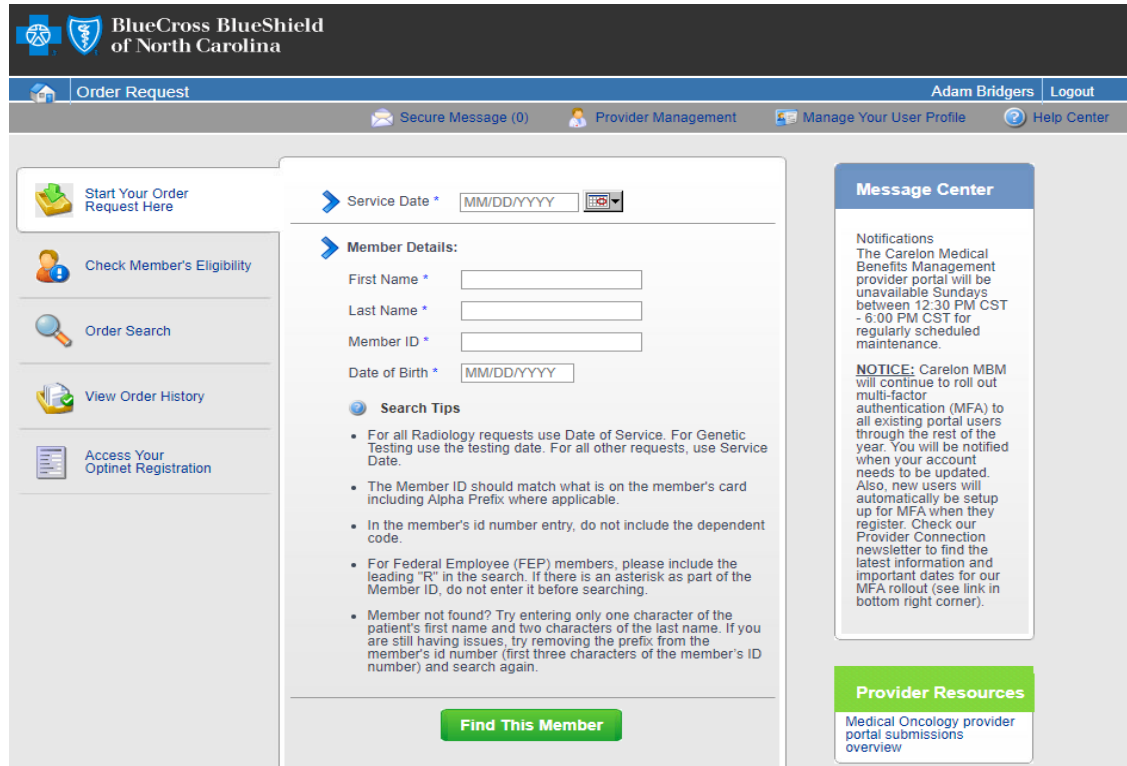 BlueCross BlueShield
of North Carolina
Order Request
Adam Bridgers
Logout
Secure Message (0)
Provider Management
Manage Your User Profile
Help Center
Start Your Order
Request Here
Check Member's Eligibility
Order Search
View Order History
Access Your
Optinet Registration
Service Date *
MM/DD/YYYY
Member Details:
First Name *
Last Name *
Member ID *
Date of Birth *
MM/DD/YYYY
Search Tips
• For all Radiology requests use Date of Service. For Genetic
Testing use the testing date. For all other requests, use Service
Date.
• The Member ID should match what is on the member's card
including Alpha Prefix where applicable.
• In the member's id number entry, do not include the dependent
code.
• For Federal Employee (FEP) members, please include the
leading "R" in the search. If there is an asterisk as part of the
Member ID, do not enter it before searching.
• Member not found? Try entering only one character of the
patient's first name and two characters of the last name. If you
are still having issues, try removing the prefix from the
member's id number (first three characters of the member's ID
number) and search again.
Find This Member
Message Center
Notifications
The Carelon Medical
Benefits Management
provider portal will be
unavailable Sundays
between 12:30 PM CST
- 6:00 PM CST for
regularly scheduled
maintenance.
NOTICE: Carelon MBM
will continue to roll out
multi-factor
authentication (MFA) to
all existing portal users
through the rest of the
year. You will be notified
when your account
needs to be updated.
Also, new users will
automatically be setup
up for MFA when they
register. Check our
Provider Connection
newsletter to find the
latest information and
important dates for our
MFA rollout (see link in
bottom right corner).
Provider Resources
Medical Oncology provider
portal submissions
overview